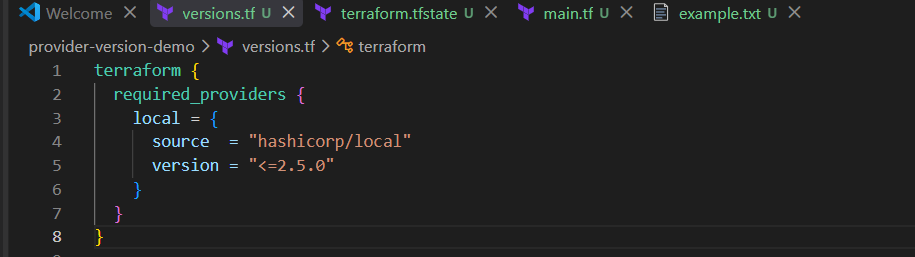 Welcome versions.tf U terraform.tfstate U main.tf U example.txt U
provider-version-demo > versions.tf > terraform
1 terraform {
2   required_providers {
3     local = {
4       source  = "hashicorp/local"
5       version = "<=2.5.0"
6     }
7   }
8 }